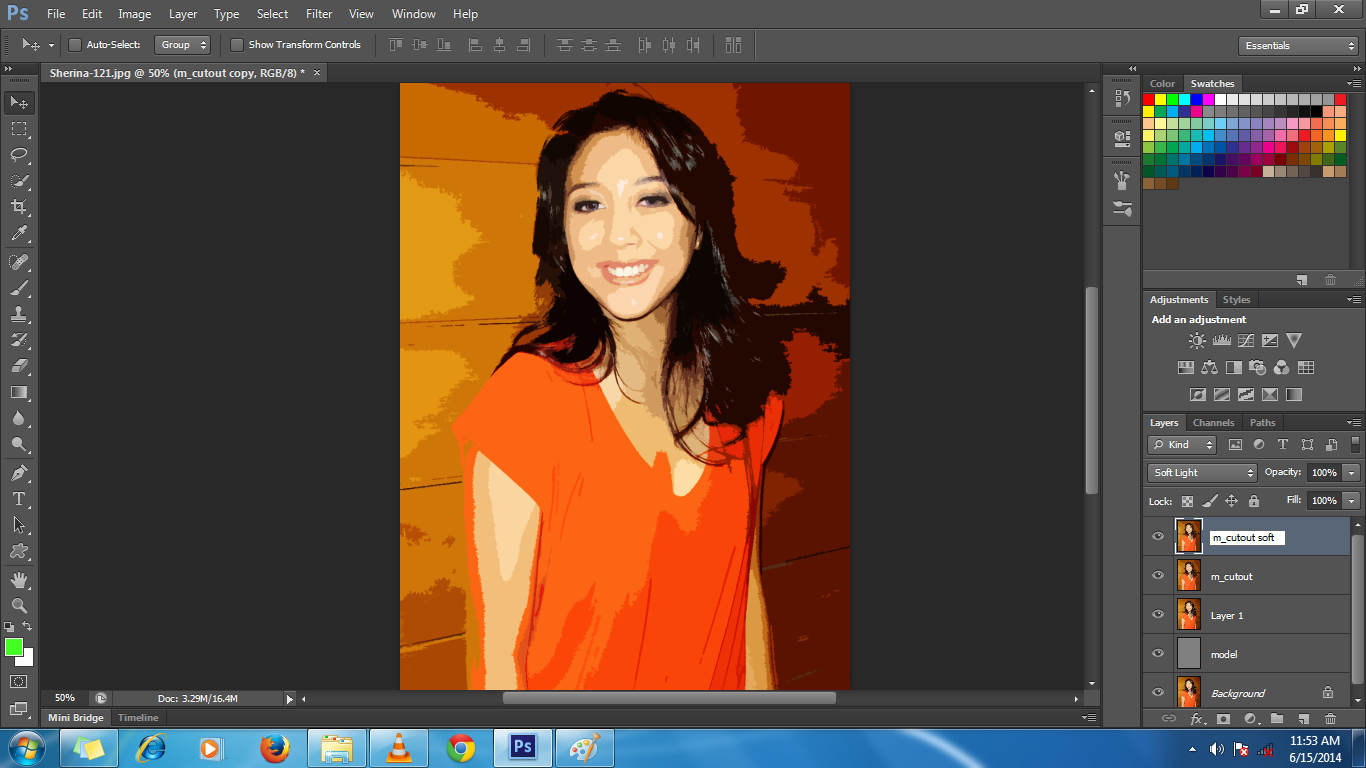 Ps File Edit Image Layer Type Select Filter View Window Help
Auto-Select: Group Show Transform Controls Essentials
Sherina-121.jpg @ 50% (m_cutout copy, RGB/8) * ×
Color Swatches
Adjustments Styles
Add an adjustment
Layers Channels Paths
Kind
Soft Light Opacity: 100%
Lock: Fill: 100%
m_cutout soft
m_cutout
Layer 1
model
Background
50% Doc: 3.29M/16.4M
Mini Bridge Timeline
Ps
11:53 AM
6/15/2014